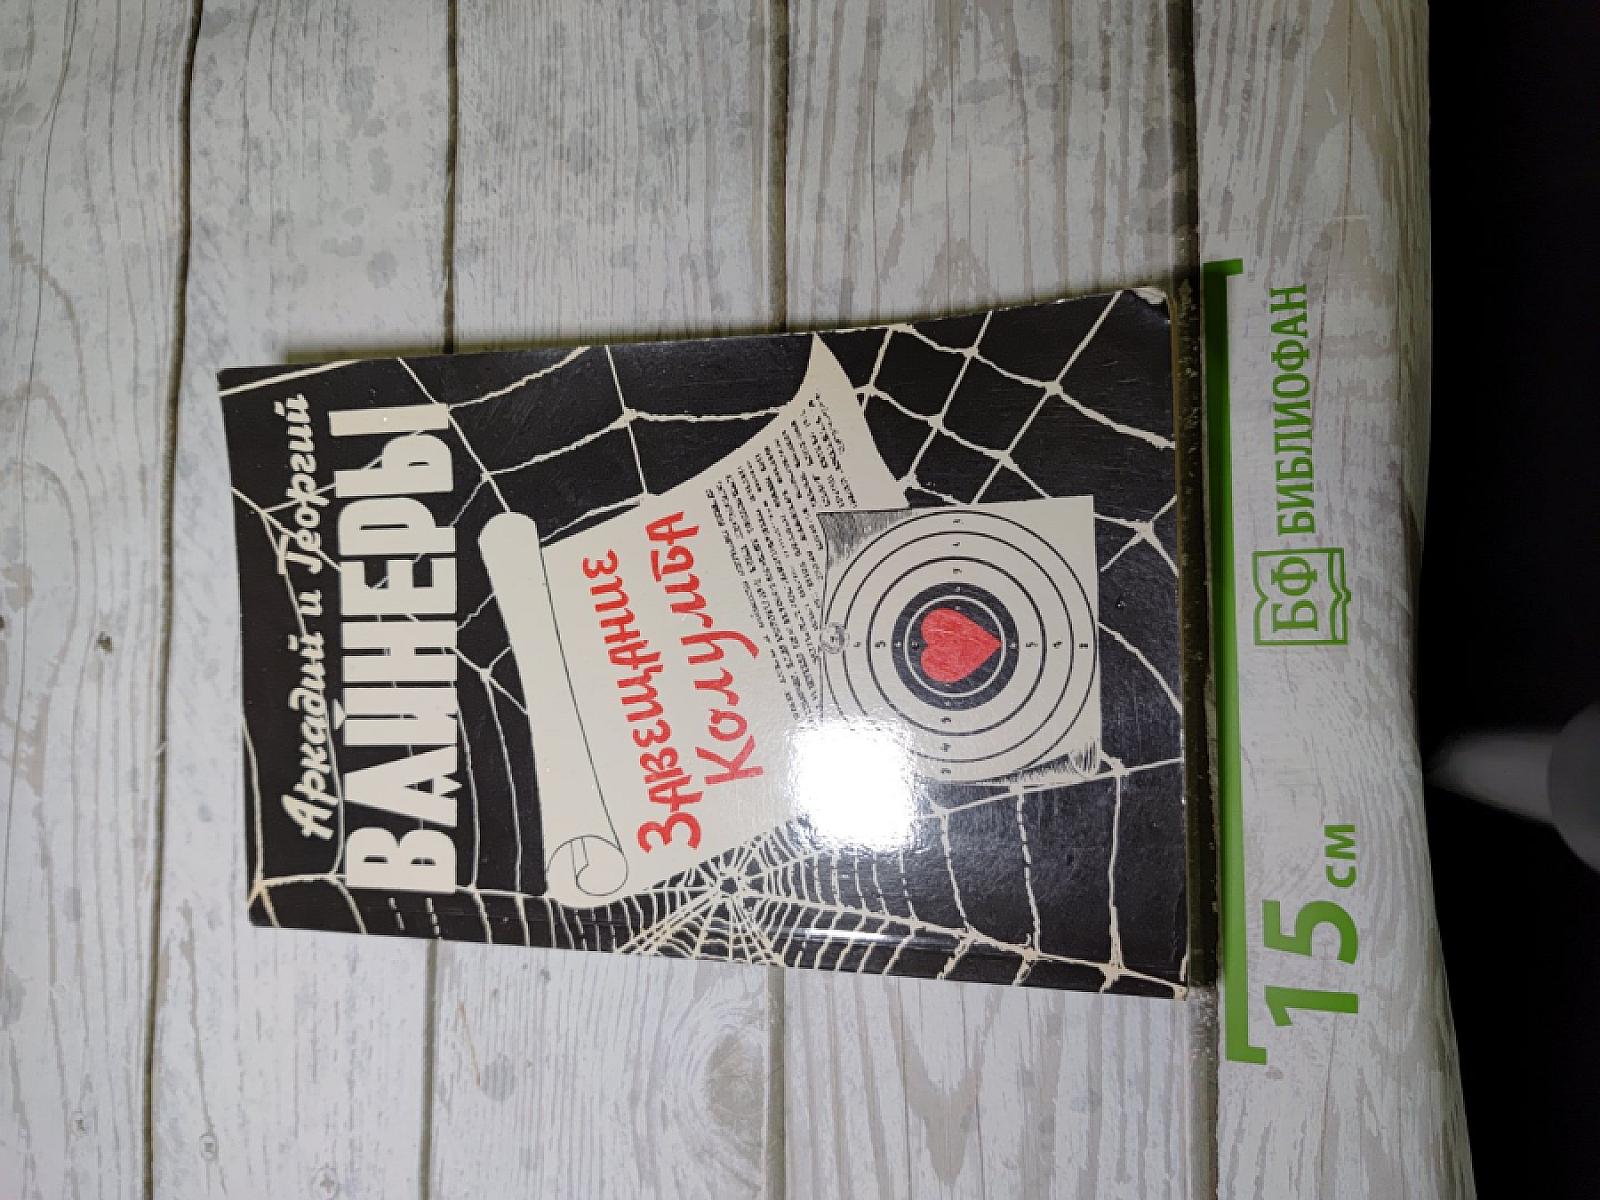 Аркадий и Георгий
ВАЙНЕРЫ
ЗАВЕЩАНИЕ
КОЛУМБА
15 см
БФ БИБЛИОФАН